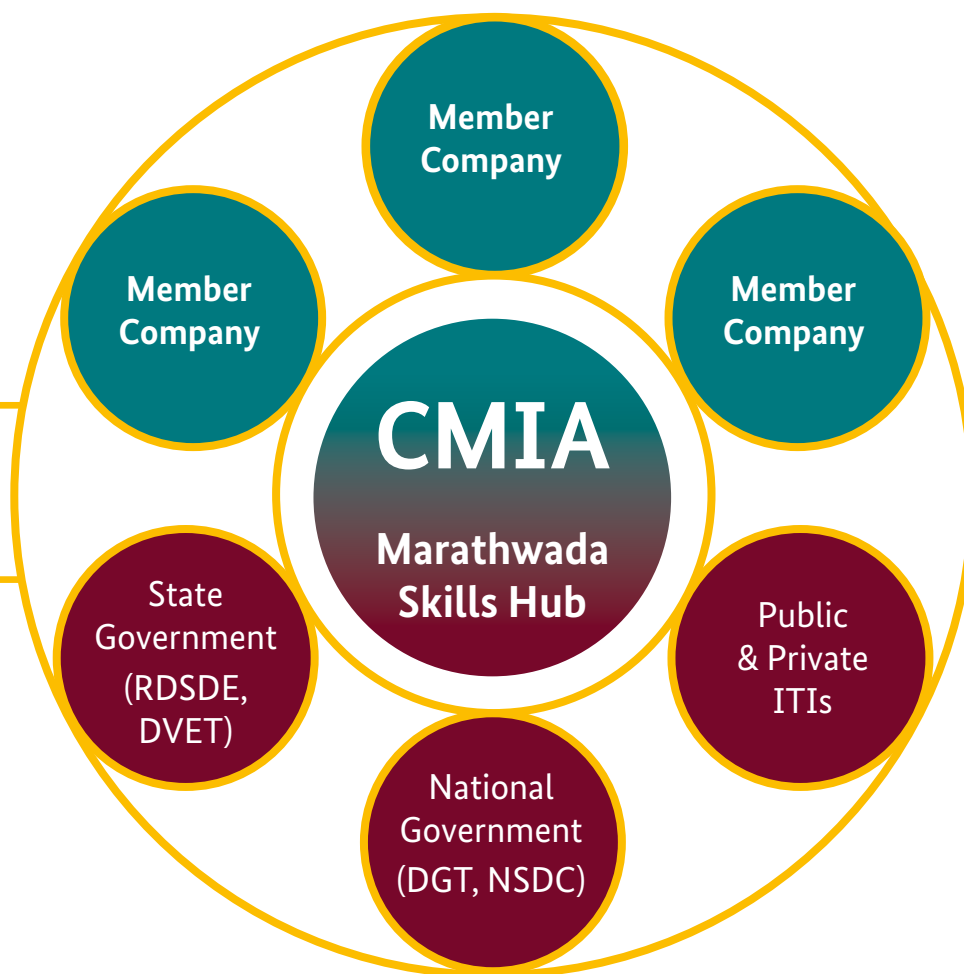 Member
Company
Member
Company
Member
Company
CMIA
Marathwada
Skills Hub
State
Government
(RDSDE,
DVET)
Public
& Private
ITIs
National
Government
(DGT, NSDC)